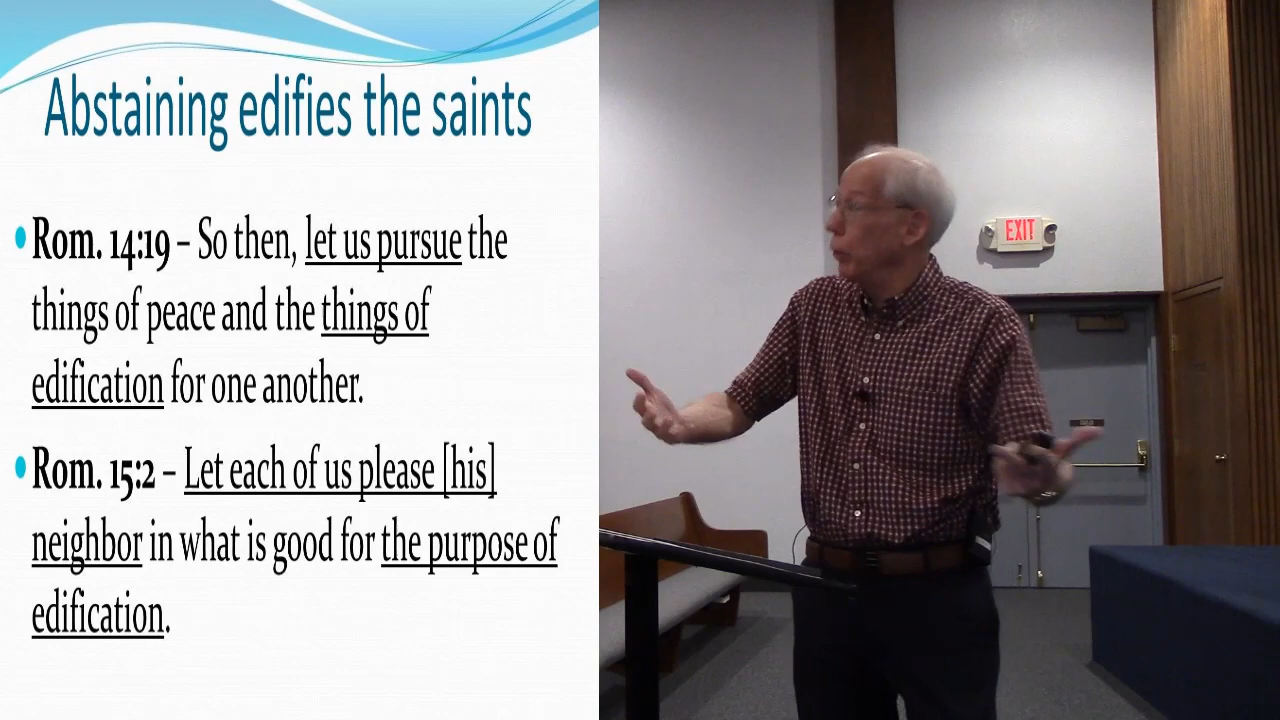 Abstaining edifies the saints
• Rom. 14:19 – So then, let us pursue the
things of peace and the things of
edification for one another.
• Rom. 15:2 – Let each of us please [his]
neighbor in what is good for the purpose of
edification.
EXIT